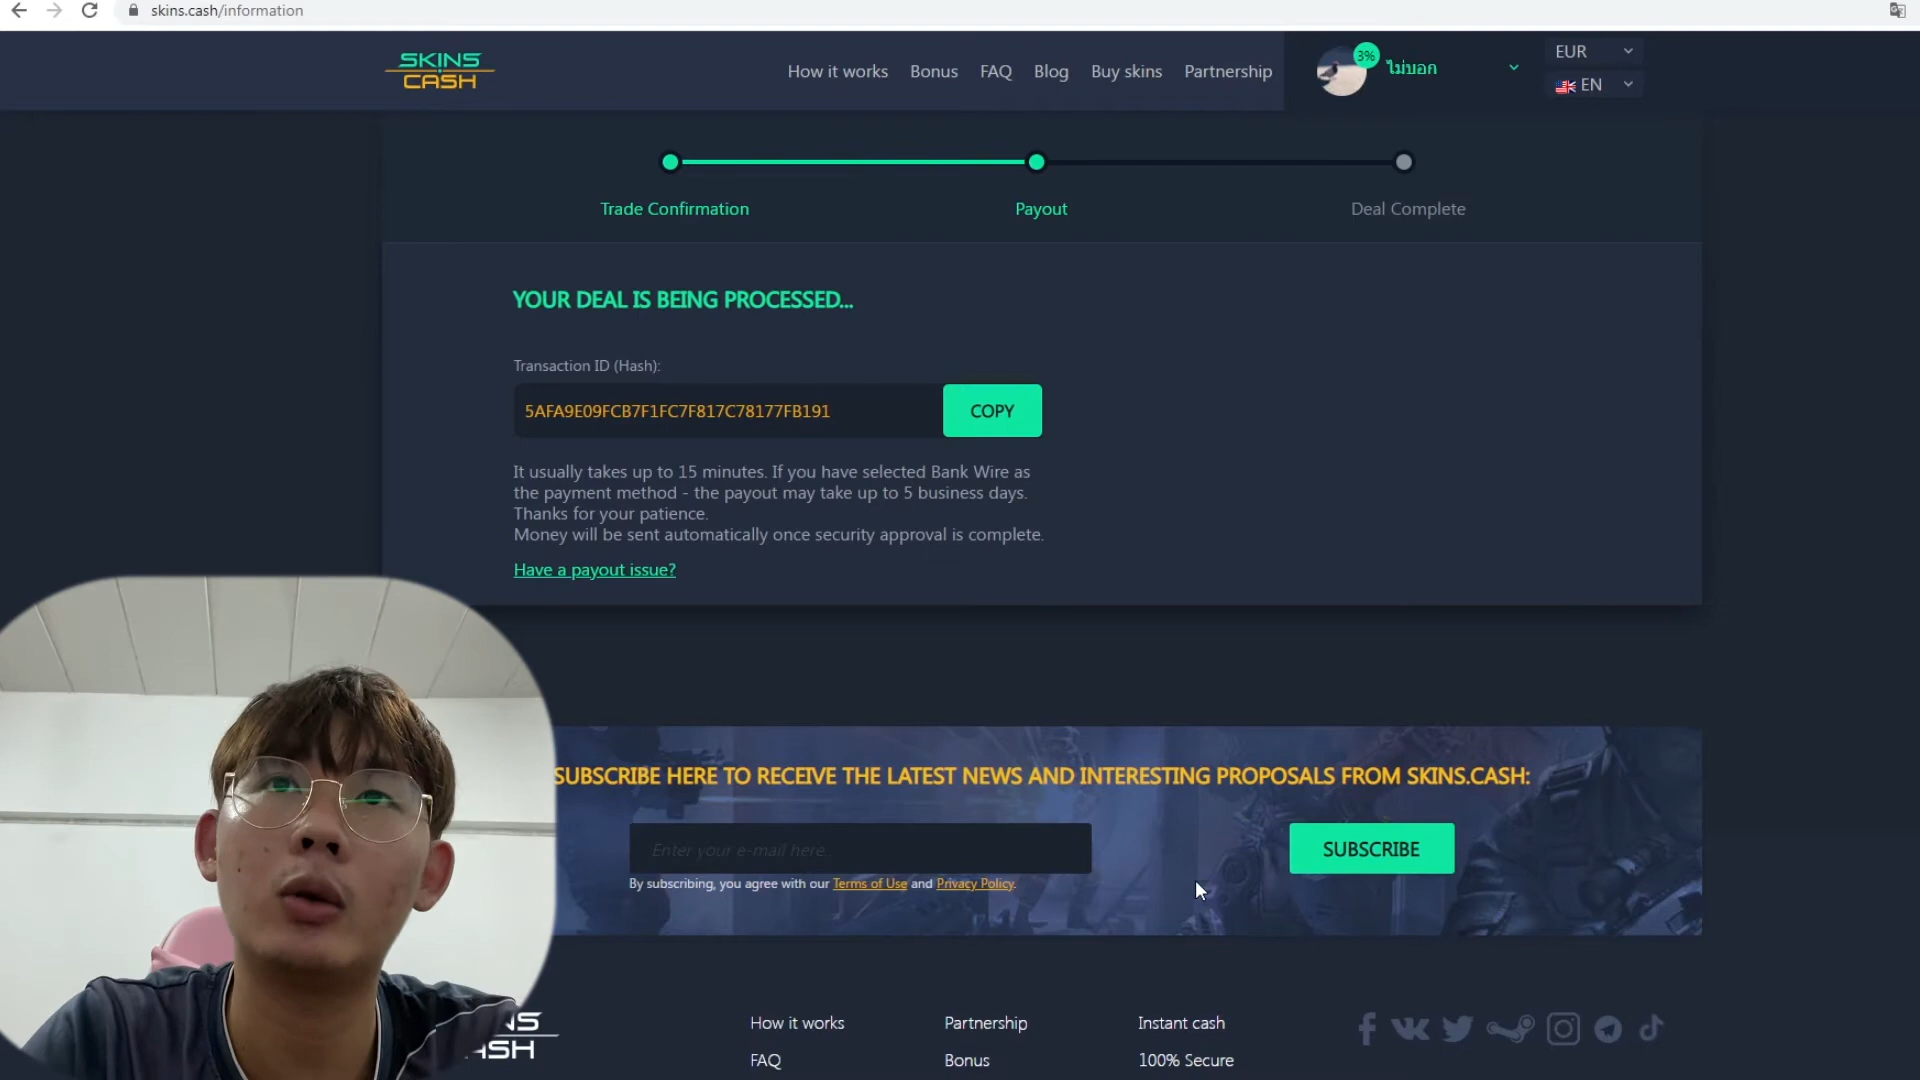 skins.cash/information
SKINS
CASH
How it works
Bonus
FAQ
Blog
Buy skins
Partnership
3%
ไม่บอก
EUR
EN
Trade Confirmation
Payout
Deal Complete
YOUR DEAL IS BEING PROCESSED...
Transaction ID (Hash):
5AFA9E09FCB7F1FC7F817C78177FB191
COPY
It usually takes up to 15 minutes. If you have selected Bank Wire as
the payment method - the payout may take up to 5 business days.
Thanks for your patience.
Money will be sent automatically once security approval is complete.
Have a payout issue?
SUBSCRIBE HERE TO RECEIVE THE LATEST NEWS AND INTERESTING PROPOSALS FROM SKINS.CASH:
Enter your e-mail here..
SUBSCRIBE
By subscribing, you agree with our Terms of Use and Privacy Policy.
NS
ASH
How it works
Partnership
Instant cash
FAQ
Bonus
100% Secure